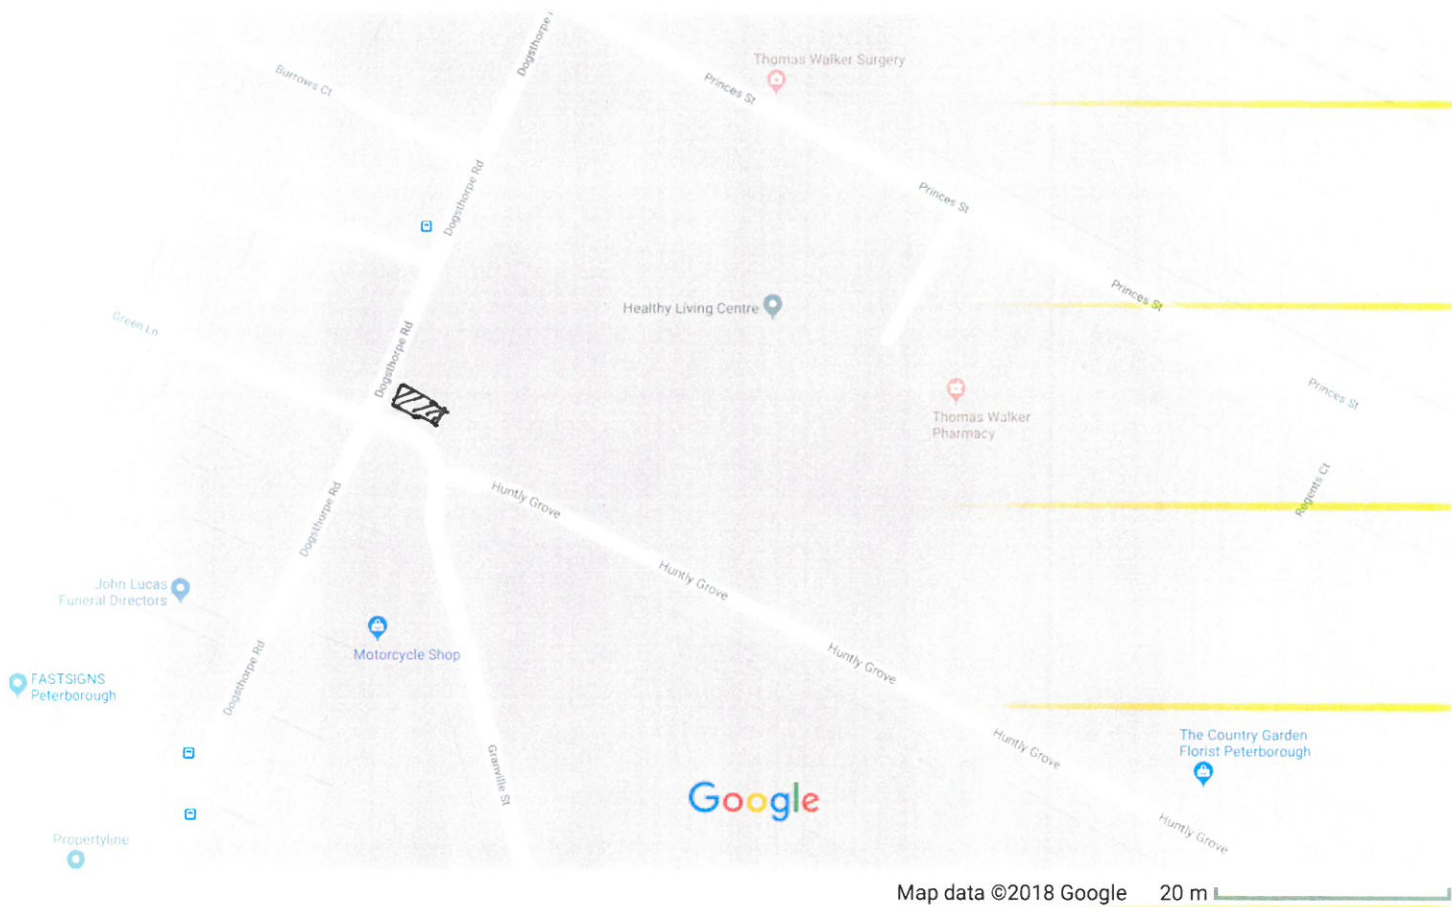 Dogsthorpe
Thomas Walker Surgery
Burrows Ct
Princes St
Dogsthorpe Rd
Princes St
Princes St
Healthy Living Centre
Green Ln
Dogsthorpe Rd
Princes St
Thomas Walker
Pharmacy
Regents Ct
Huntly Grove
Dogsthorpe Rd
Huntly Grove
John Lucas
Funeral Directors
Motorcycle Shop
Huntly Grove
Dogsthorpe Rd
FASTSIGNS
Peterborough
Huntly Grove
The Country Garden
Florist Peterborough
Granville St
Google
Huntly Grove
Propertyline
Map data ©2018 Google 20 m